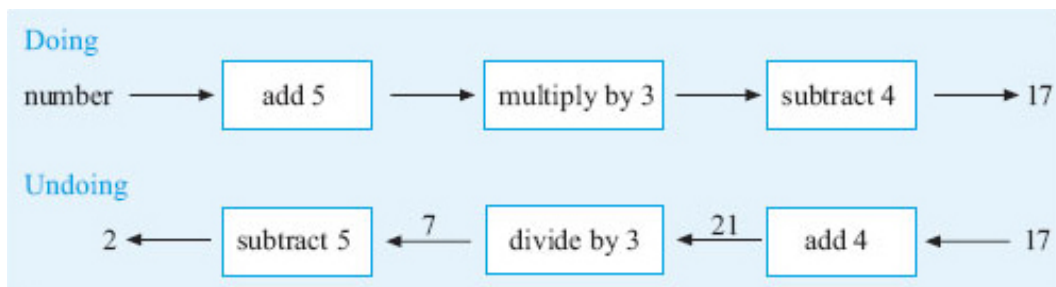 Doing
number add 5 multiply by 3 subtract 4 17
Undoing
2 subtract 5 7 divide by 3 21 add 4 17